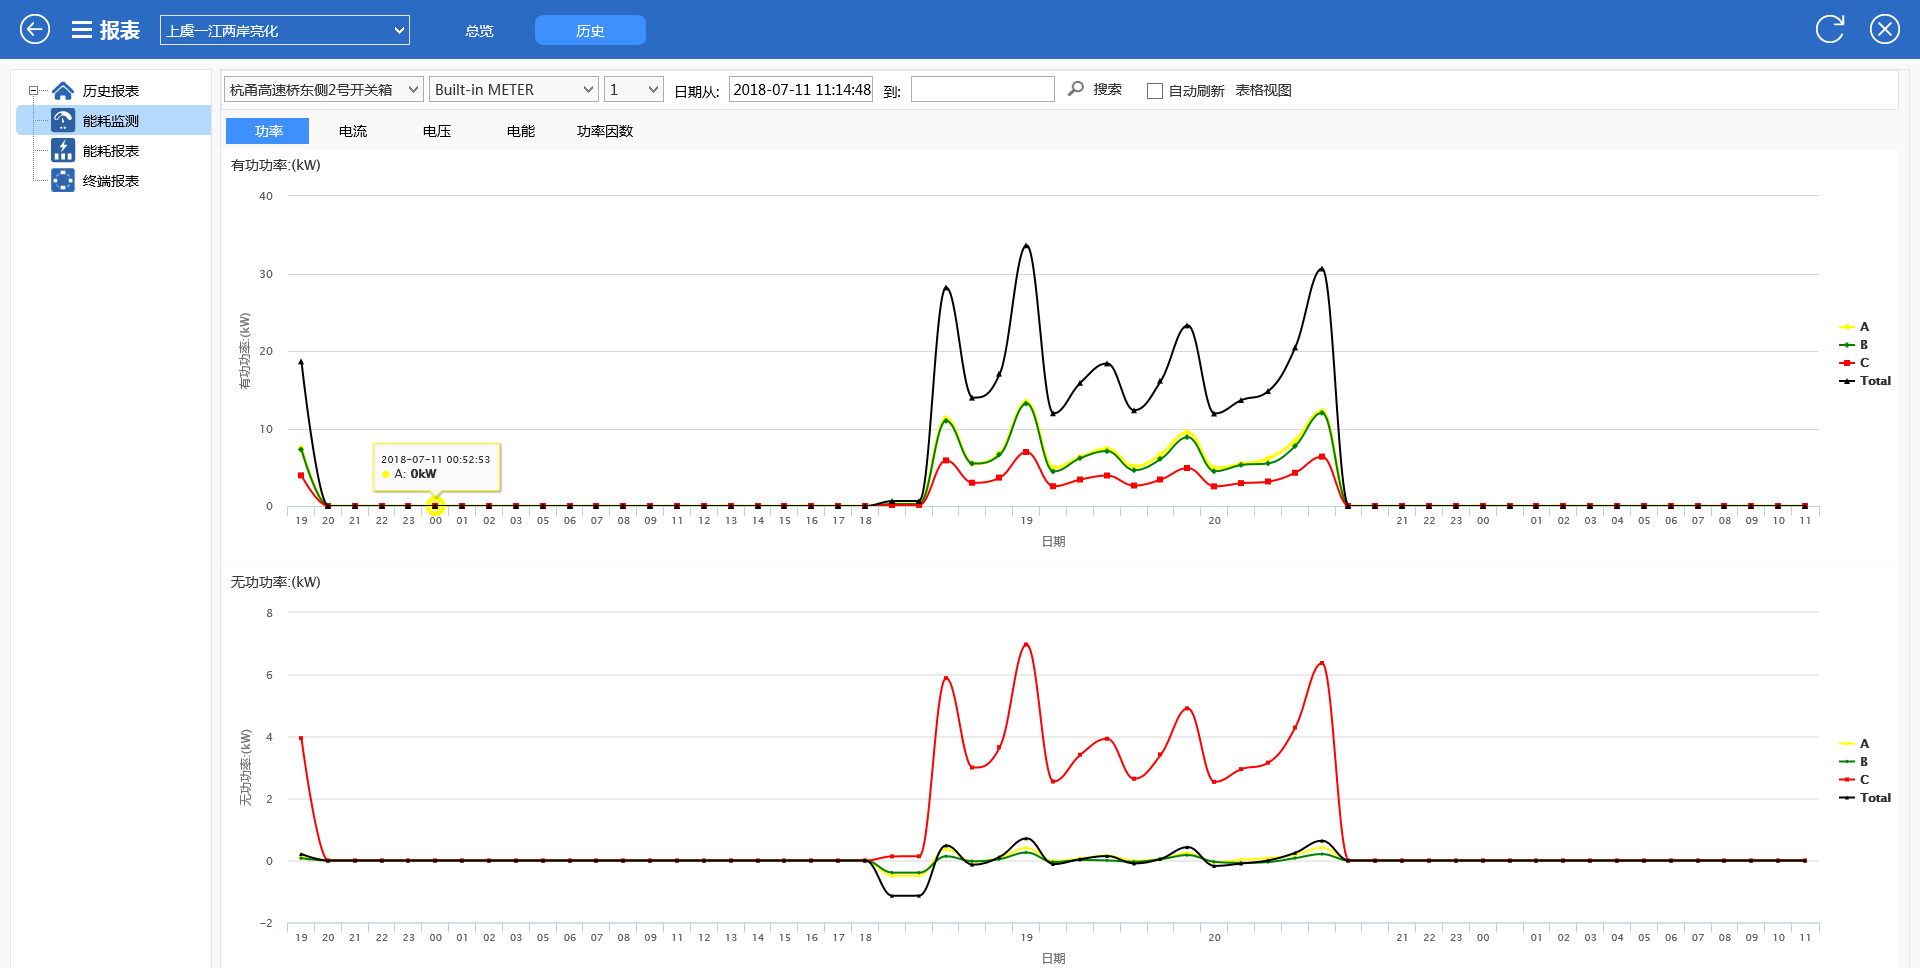 报表 上虞一江两岸亮化 总览 历史
历史报表
能耗监测
能耗报表
终端报表
杭甬高速桥东侧2号开关箱 Built-in METER 1 日期从: 2018-07-11 11:14:48 到: 搜索 自动刷新 表格视图
功率 电流 电压 电能 功率因数
有功功率:(kW)
40
30
20
10
0
有功功率:(kW)
2018-07-11 00:52:53
A: 0kW
19 20 21 22 23 00 01 02 03 05 06 07 08 09 11 12 13 14 15 16 17 18 19 20 21 22 23 00 01 02 03 04 05 06 07 08 09 10 11
日期
A
B
C
Total
无功功率:(kW)
8
6
4
2
0
-2
无功功率:(kW)
19 20 21 22 23 00 01 02 03 05 06 07 08 09 11 12 13 14 15 16 17 18 19 20 21 22 23 00 01 02 03 04 05 06 07 08 09 10 11
日期
A
B
C
Total